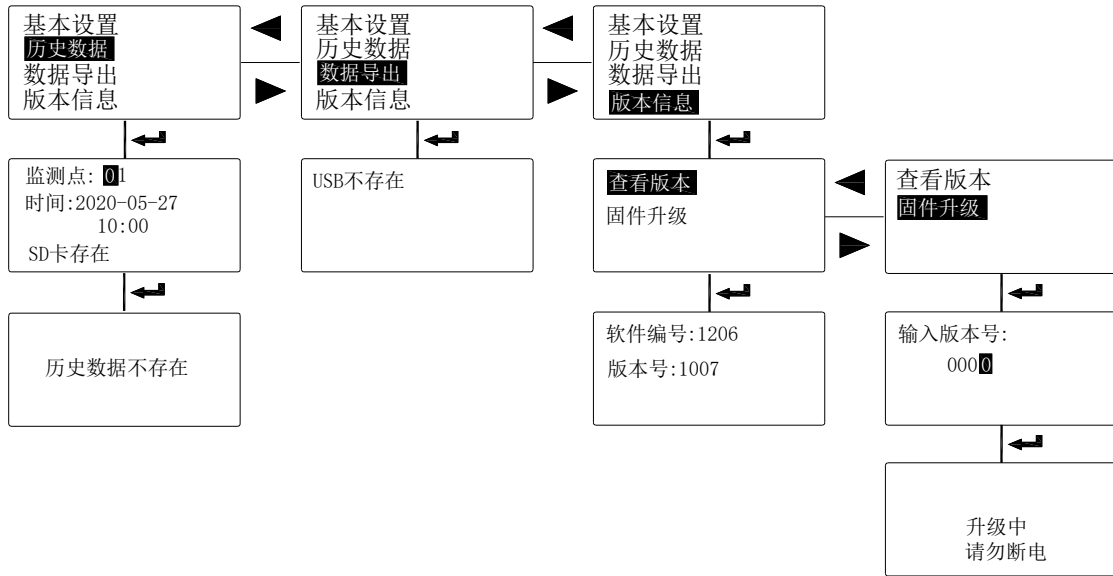 基本设置
历史数据
数据导出
版本信息
基本设置
历史数据
数据导出
版本信息
基本设置
历史数据
数据导出
版本信息
监测点: 01
时间:2020-05-27
10:00
SD卡存在
USB不存在
查看版本
固件升级
查看版本
固件升级
历史数据不存在
软件编号:1206
版本号:1007
输入版本号:
0000
升级中
请勿断电